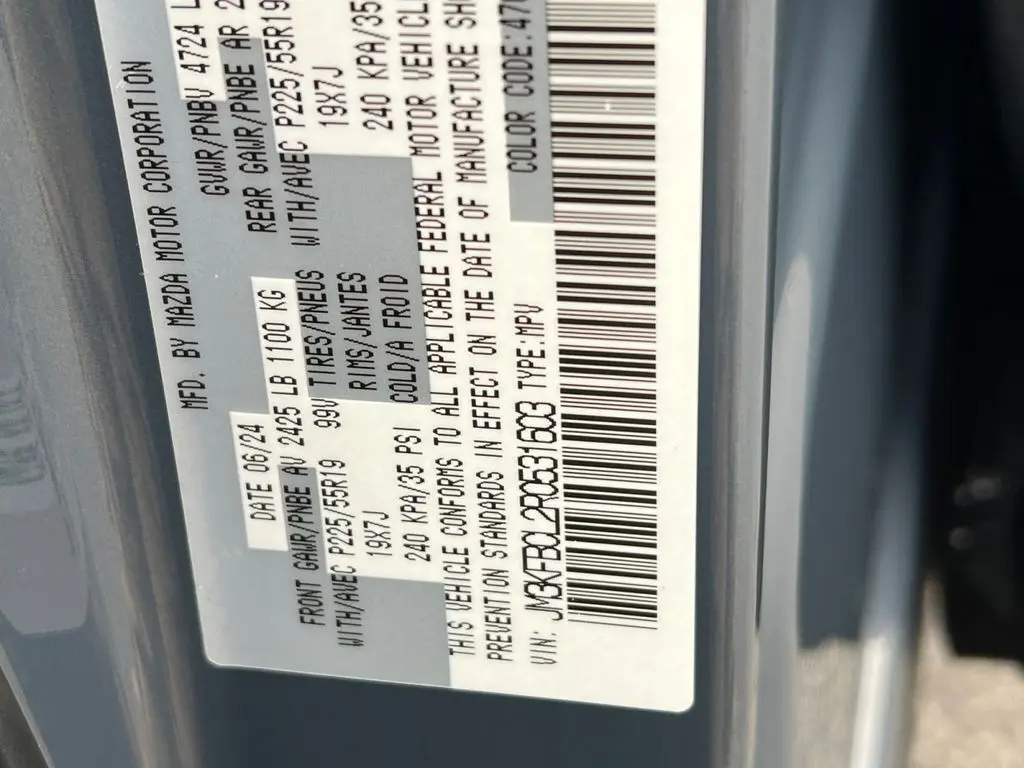 MFD. BY MAZDA MOTOR CORPORATION
DATE 06/24 GVWR/PNBV 4724 L
FRONT GAWR/PNBE AV 2425 LB 1100 KG REAR GAWR/PNBE AR 2
WITH/AVEC P225/55R19 99V TIRES/PNEUS WITH/AVEC P225/55R19
19X7J RIMS/JANTES 19X7J
240 KPA/35 PSI COLD/A FROID 240 KPA/35
THIS VEHICLE CONFORMS TO ALL APPLICABLE FEDERAL MOTOR
PREVENTION STANDARDS IN EFFECT ON THE DATE OF MANUFACTURE
VIN: JM3KFBCL2R0531603 TYPE:MPV COLOR CODE: